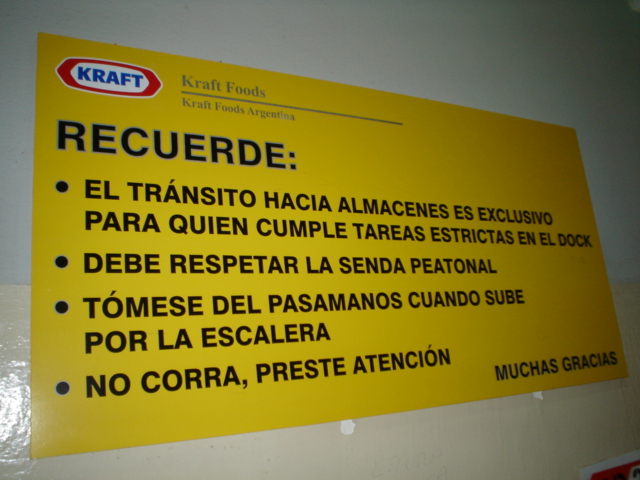 KRAFT
Kraft Foods
Kraft Foods Argentina
RECUERDE:
• EL TRÁNSITO HACIA ALMACENES ES EXCLUSIVO
PARA QUIEN CUMPLE TAREAS ESTRICTAS EN EL DOCK
• DEBE RESPETAR LA SENDA PEATONAL
• TÓMESE DEL PASAMANOS CUANDO SUBE
POR LA ESCALERA
• NO CORRA, PRESTE ATENCIÓN
MUCHAS GRACIAS